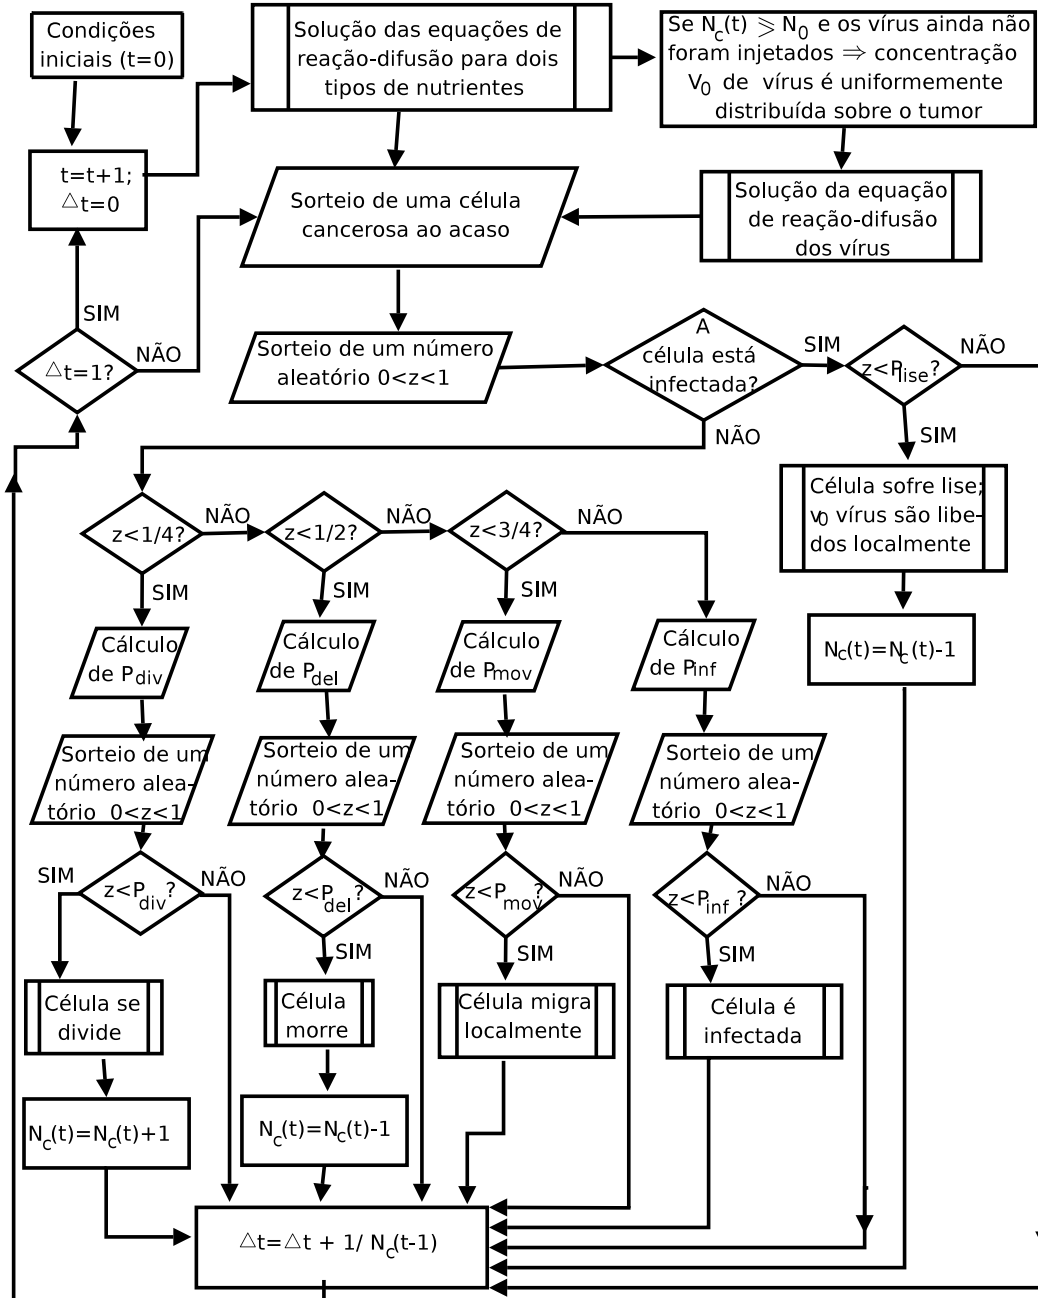 Condições
iniciais (t=0)
Solução das equações de
reação-difusão para dois
tipos de nutrientes
Se N_c(t) ⩾ N_0 e os vírus ainda não
foram injetados ⇒ concentração
V_0 de vírus é uniformemente
distribuída sobre o tumor
t=t+1;
△t=0
Sorteio de uma célula
cancerosa ao acaso
Solução da equação
de reação-difusão
dos vírus
SIM
△t=1?
NÃO
Sorteio de um número
aleatório 0<z<1
A
célula está
infectada?
SIM
z<P_lise?
NÃO
NÃO
SIM
Célula sofre lise;
v_0 vírus são libe-
dos localmente
N_c(t)=N_c(t)-1
z<1/4?
NÃO
z<1/2?
NÃO
z<3/4?
NÃO
SIM
SIM
SIM
Cálculo
de P_div
Cálculo
de P_del
Cálculo
de P_mov
Cálculo
de P_inf
Sorteio de um
número alea-
tório 0<z<1
Sorteio de um
número alea-
tório 0<z<1
Sorteio de um
número alea-
tório 0<z<1
Sorteio de um
número alea-
tório 0<z<1
SIM
z<P_div?
NÃO
z<P_del?
NÃO
z<P_mov?
NÃO
z<P_inf ?
NÃO
SIM
SIM
SIM
Célula se
divide
Célula
morre
Célula migra
localmente
Célula é
infectada
N_c(t)=N_c(t)+1
N_c(t)=N_c(t)-1
△t=△t + 1/ N_c(t-1)